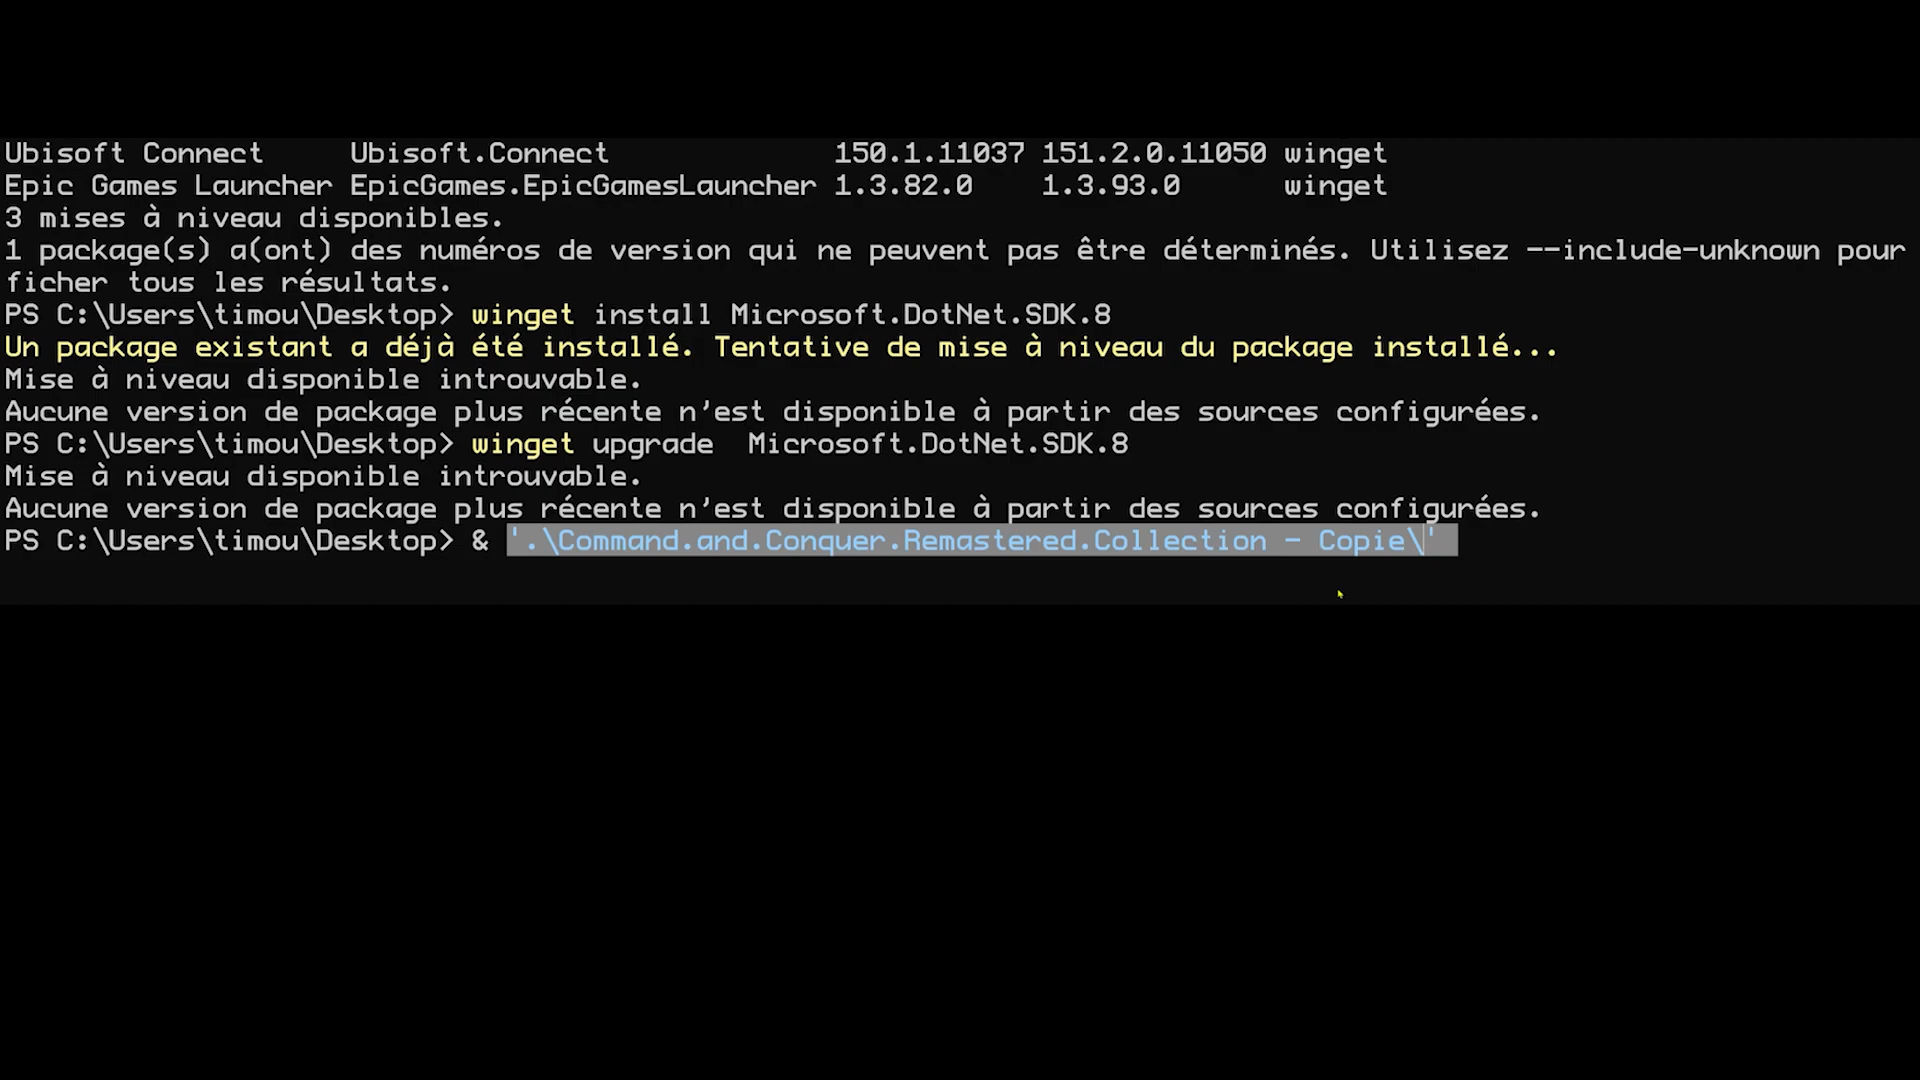 Ubisoft Connect     Ubisoft.Connect             150.1.11037 151.2.0.11050 winget
Epic Games Launcher EpicGames.EpicGamesLauncher 1.3.82.0    1.3.93.0      winget
3 mises à niveau disponibles.
1 package(s) a(ont) des numéros de version qui ne peuvent pas être déterminés. Utilisez --include-unknown pour
ficher tous les résultats.
PS C:\Users\timou\Desktop> winget install Microsoft.DotNet.SDK.8
Un package existant a déjà été installé. Tentative de mise à niveau du package installé...
Mise à niveau disponible introuvable.
Aucune version de package plus récente n’est disponible à partir des sources configurées.
PS C:\Users\timou\Desktop> winget upgrade  Microsoft.DotNet.SDK.8
Mise à niveau disponible introuvable.
Aucune version de package plus récente n’est disponible à partir des sources configurées.
PS C:\Users\timou\Desktop> & '.\Command.and.Conquer.Remastered.Collection - Copie\'